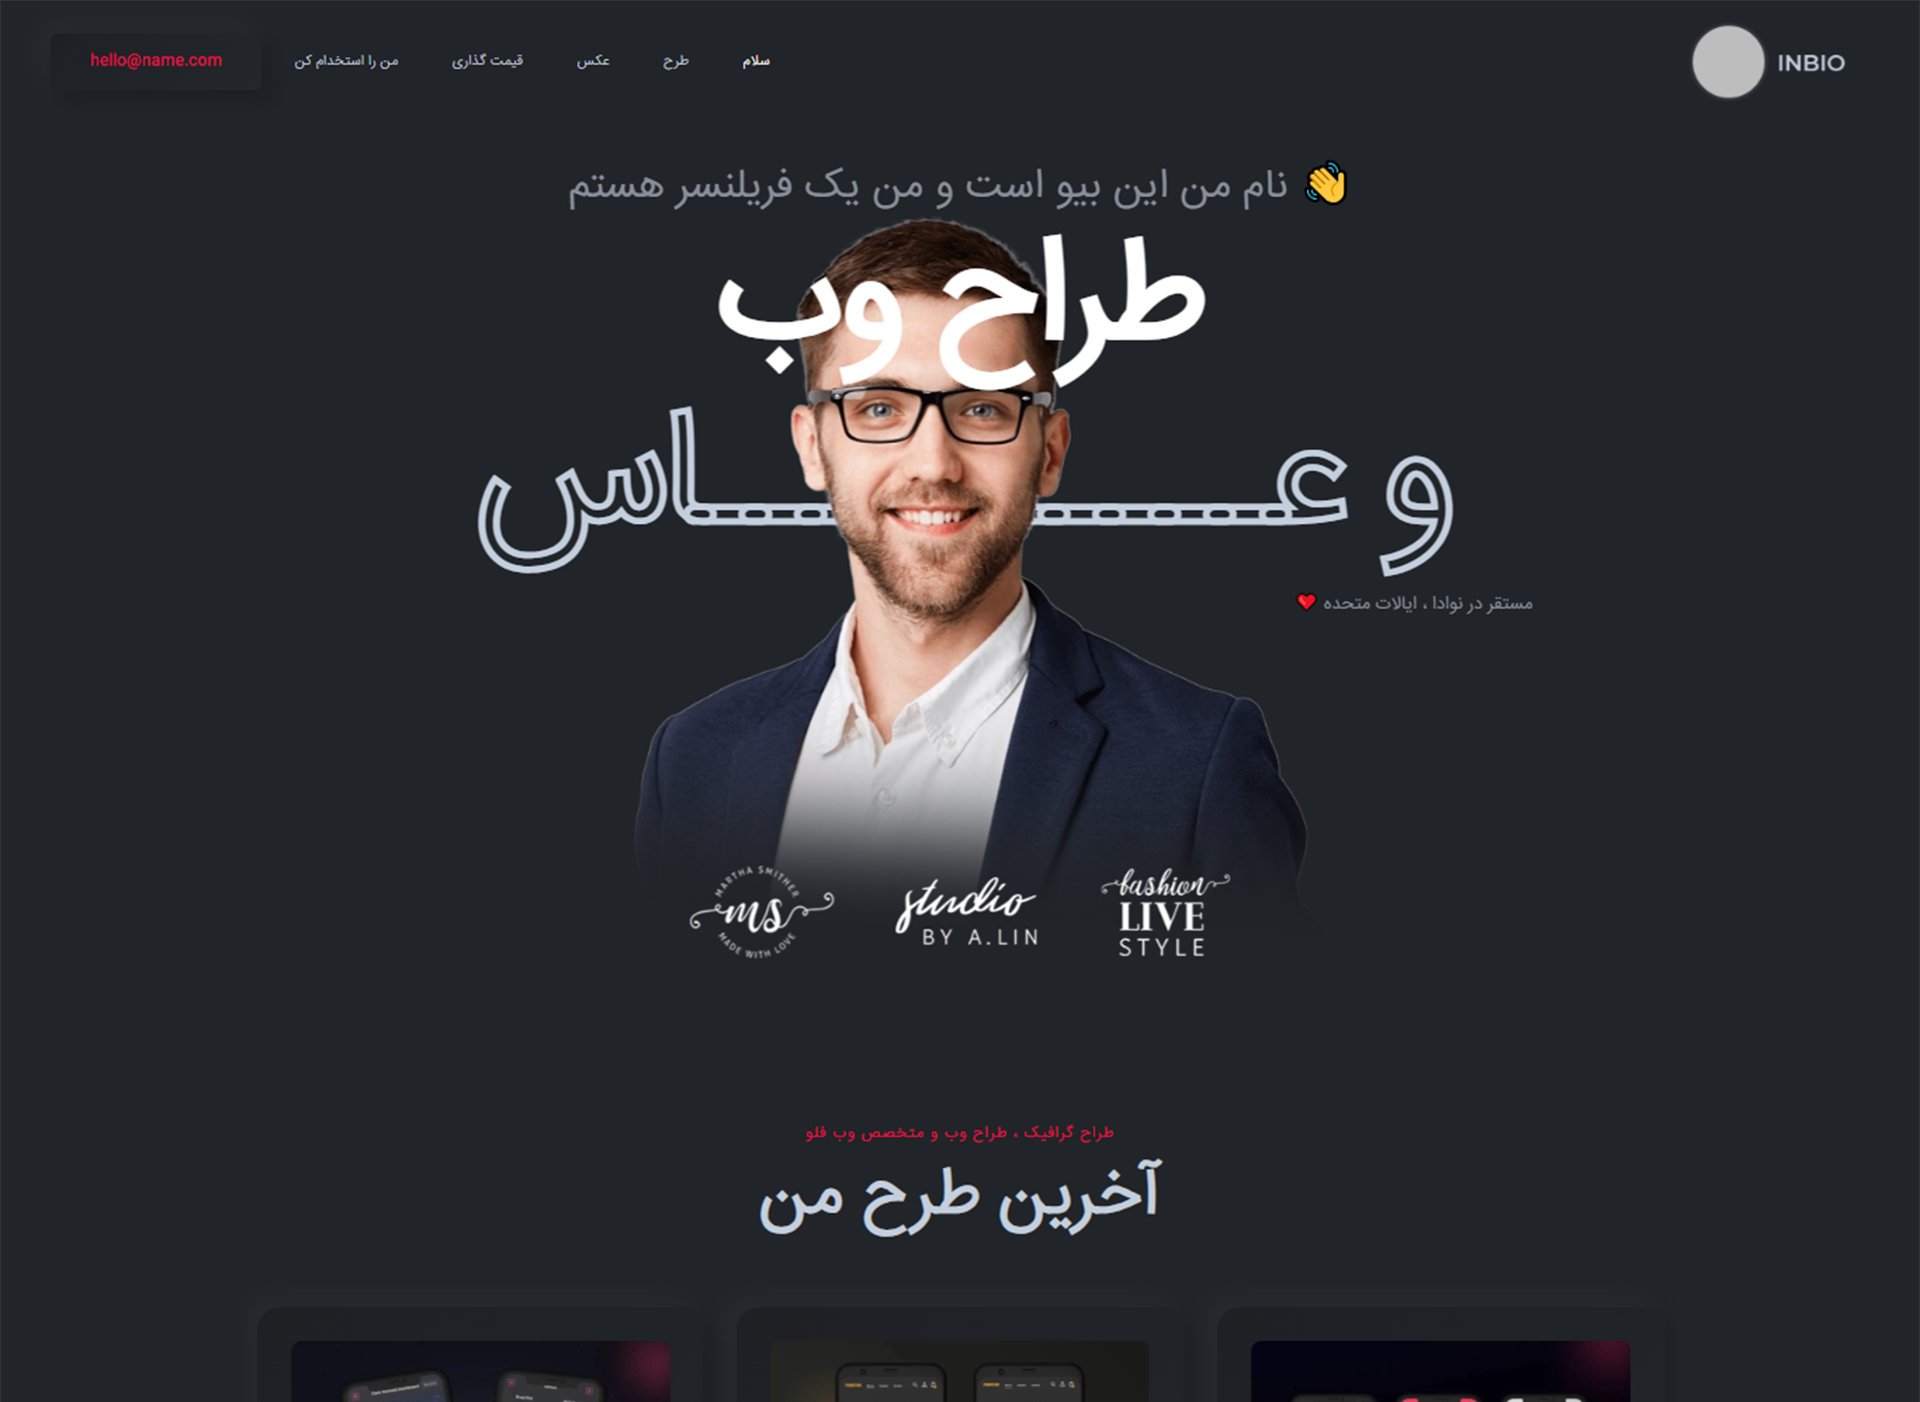 INBIO
سلام
طرح
عکس
قیمت گذاری
من را استخدام کن
hello@name.com
👋 نام من این بیو است و من یک فریلنسر هستم
طراح وب
و عـــــــاس
مستقر در نوادا ، ایالات متحده ❤️
fashion
LIVE
STYLE
studio
BY A.LIN
MARTHA SMITHER
ms
MADE WITH LOVE
طراح گرافیک ، طراح وب و متخصص وب فلو
آخرین طرح من